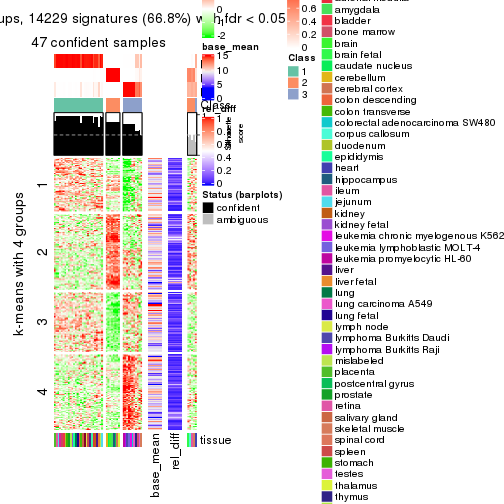 ups, 14229 signatures (66.8%) with fdr < 0.05
47 confident samples
k-means with 4 groups
1
2
3
4
base_mean
rel_diff
tissue
0
-2
base_mean
15
10
5
0
rel_diff
1
0.8
0.6
0.4
0.2
0
Status (barplots)
confident
ambiguous
Class
Silhouette
score
0.6
0.4
0.2
0
Class
1
2
3
amygdala
bladder
bone marrow
brain
brain fetal
caudate nucleus
cerebellum
cerebral cortex
colon descending
colon transverse
colorectal adenocarcinoma SW480
corpus callosum
duodenum
epididymis
heart
hippocampus
ileum
jejunum
kidney
kidney fetal
leukemia chronic myelogenous K562
leukemia lymphoblastic MOLT-4
leukemia promyelocytic HL-60
liver
liver fetal
lung
lung carcinoma A549
lung fetal
lymph node
lymphoma Burkitts Daudi
lymphoma Burkitts Raji
mislabeled
placenta
postcentral gyrus
prostate
retina
salivary gland
skeletal muscle
spinal cord
spleen
stomach
testes
thalamus
thymus